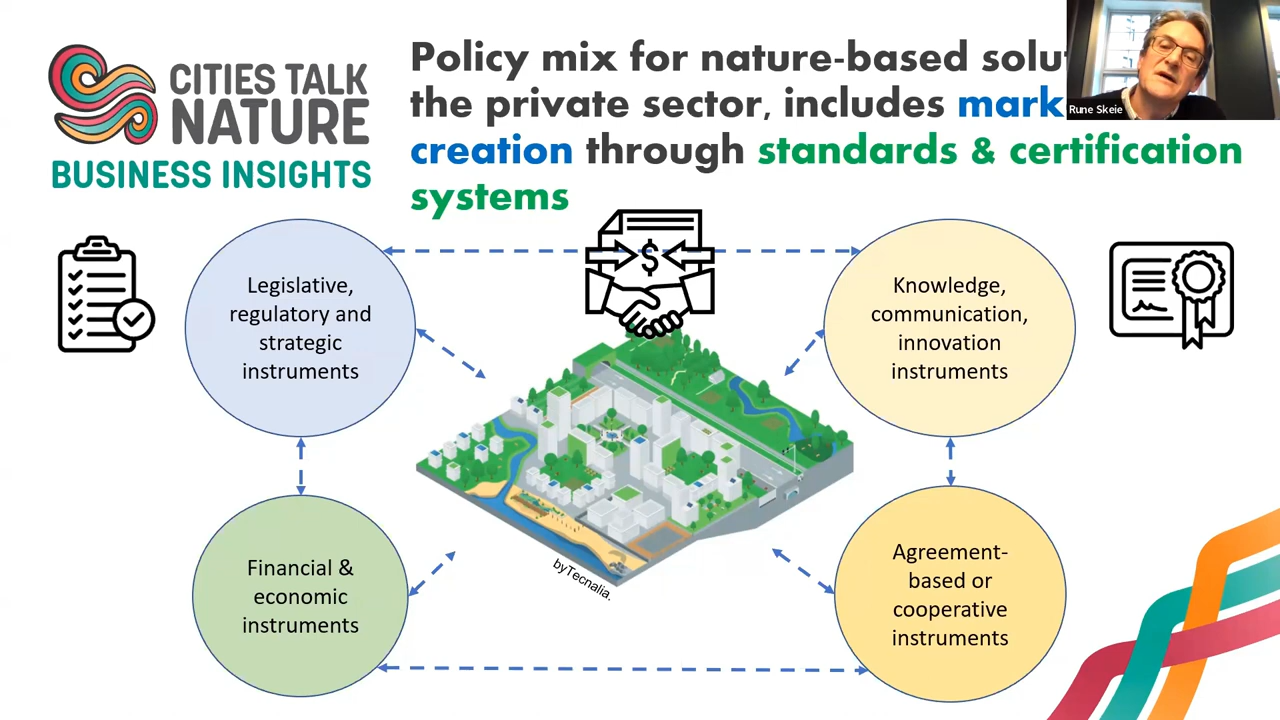 CITIES TALK
NATURE
BUSINESS INSIGHTS
Policy mix for nature-based
the private sector, includes
creation through standards & certification
systems
Rune Skeie
Legislative,
regulatory and
strategic
instruments
$
Knowledge,
communication,
innovation
instruments
Financial &
economic
instruments
Agreement-
based or
cooperative
instruments
byTecnalia.